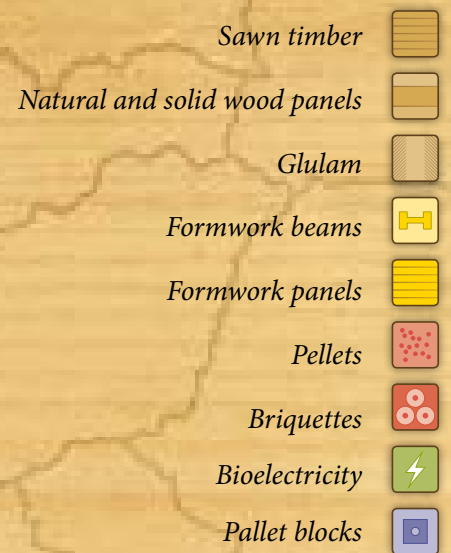 Sawn timber
Natural and solid wood panels
Glulam
Formwork beams
Formwork panels
Pellets
Briquettes
Bioelectricity
Pallet blocks